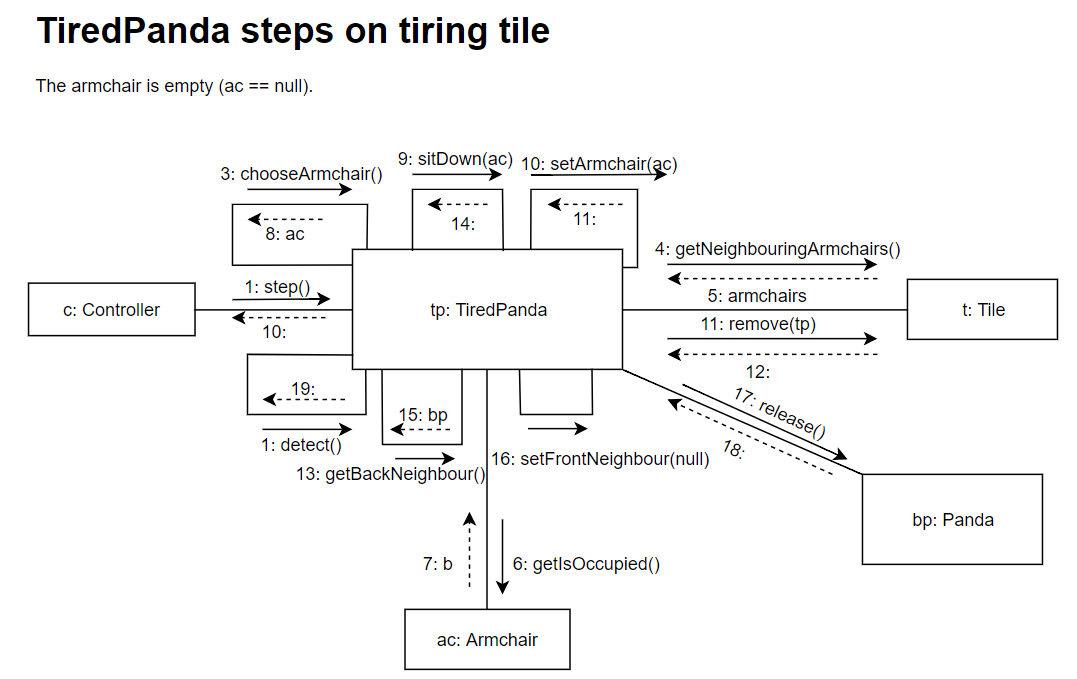 TiredPanda steps on tiring tile
The armchair is empty (ac == null).
9: sitDown(ac)
10: setArmchair(ac)
3: chooseArmchair()
14:
11:
8: ac
4: getNeighbouringArmchairs()
1: step()
5: armchairs
c: Controller
tp: TiredPanda
t: Tile
10:
11: remove(tp)
12:
19:
15: bp
17: release()
1: detect()
18:
13: getBackNeighbour()
16: setFrontNeighbour(null)
bp: Panda
7: b
6: getIsOccupied()
ac: Armchair